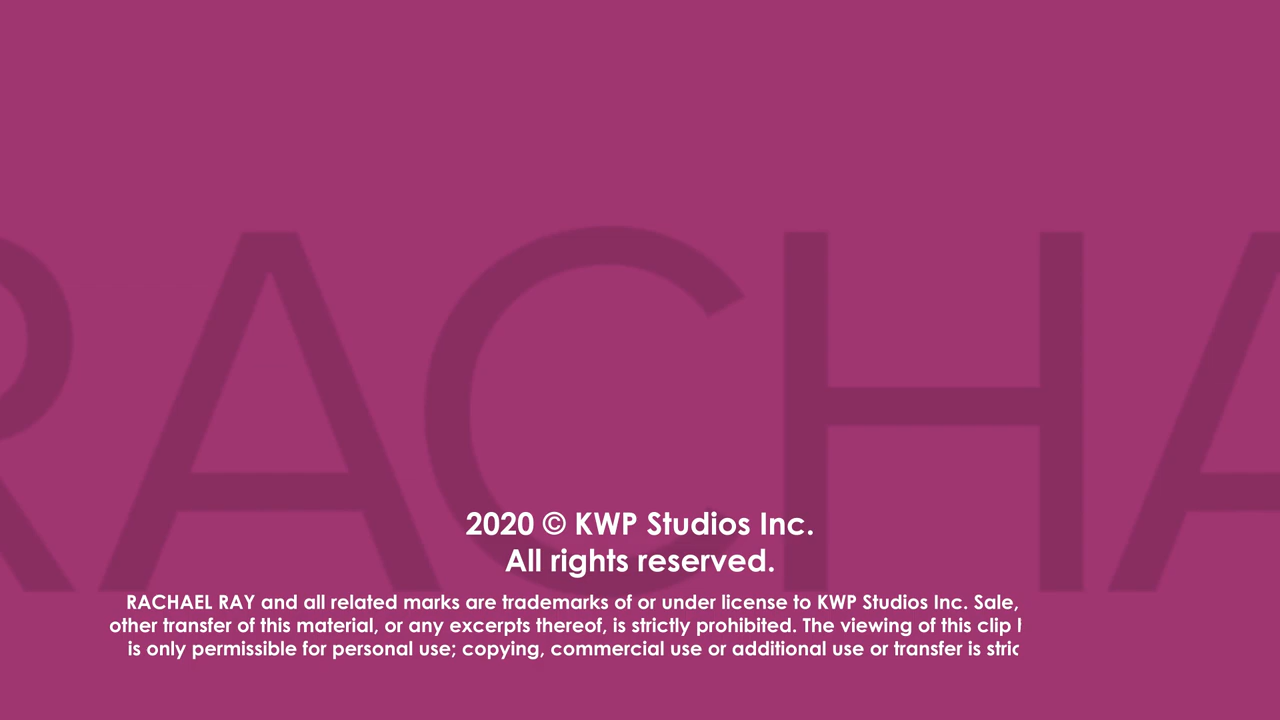 RACHA
2020 © KWP Studios Inc.
All rights reserved.
RACHAEL RAY and all related marks are trademarks of or under license to KWP Studios Inc. Sale,
other transfer of this material, or any excerpts thereof, is strictly prohibited. The viewing of this clip
is only permissible for personal use; copying, commercial use or additional use or transfer is